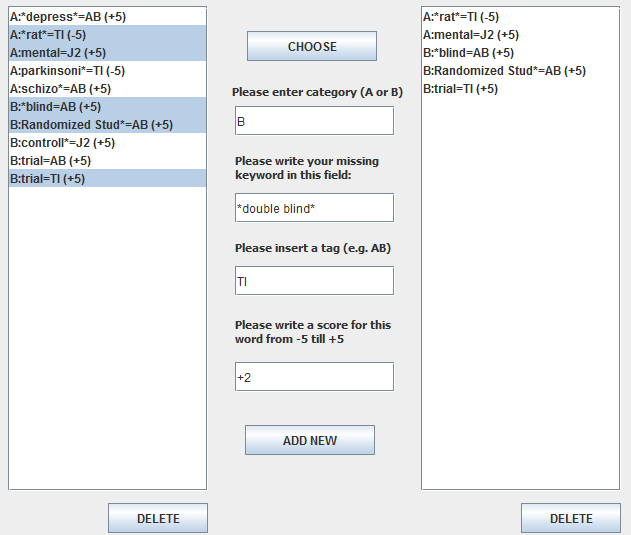 A:*depress*=AB (+5)
A:*rat*=TI (-5)
A:mental=J2 (+5)
A:parkinsoni*=TI (-5)
A:schizo*=AB (+5)
B:*blind=AB (+5)
B:Randomized Stud*=AB (+5)
B:controll*=J2 (+5)
B:trial=AB (+5)
B:trial=TI (+5)
DELETE
CHOOSE
Please enter category (A or B)
B
Please write your missing
keyword in this field:
*double blind*
Please insert a tag (e.g. AB)
TI
Please write a score for this
word from -5 till +5
+2
ADD NEW
A:*rat*=TI (-5)
A:mental=J2 (+5)
B:*blind=AB (+5)
B:Randomized Stud*=AB (+5)
B:trial=TI (+5)
DELETE